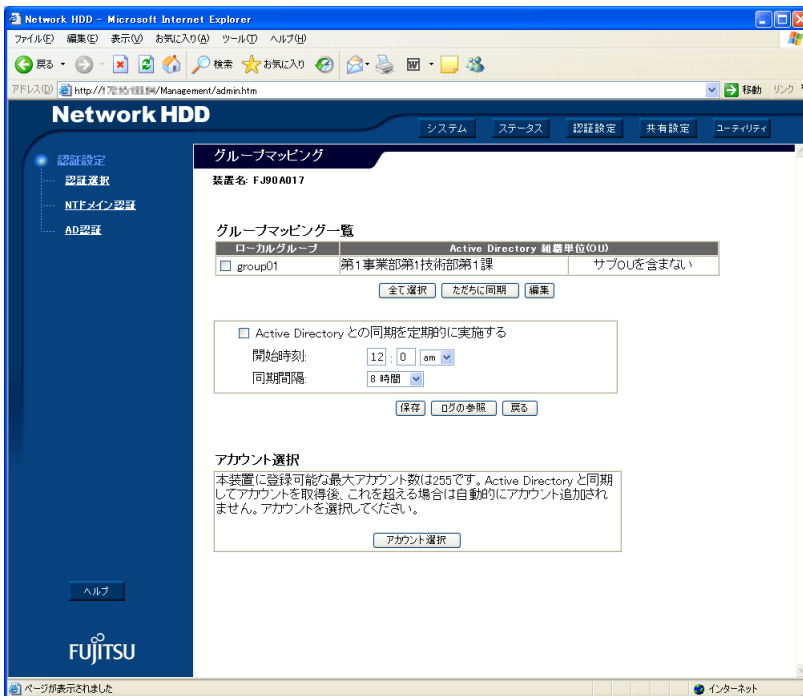 Network HDD - Microsoft Internet Explorer
ファイル(F) 編集(E) 表示(V) お気に入り(A) ツール(T) ヘルプ(H)
戻る 検索 お気に入り
アドレス(D) /Management/admin.htm 移動 リンク
Network HDD
システム ステータス 認証設定 共有設定 ユーティリティ
認証設定
認証選択
NTドメイン認証
AD認証
グループマッピング
装置名: FJ90A017
グループマッピング一覧
ローカルグループ Active Directory 組織単位(OU)
group01 第1事業部第1技術部第1課 サブOUを含まない
全て選択 ただちに同期 編集
Active Directory との同期を定期的に実施する
開始時刻: 12 : 0 am
同期間隔: 8 時間
保存 ログの参照 戻る
アカウント選択
本装置に登録可能な最大アカウント数は255です。Active Directory と同期
してアカウントを取得後、これを超える場合は自動的にアカウント追加され
ません。アカウントを選択してください。
アカウント選択
ヘルプ
FUJITSU
ページが表示されました インターネット